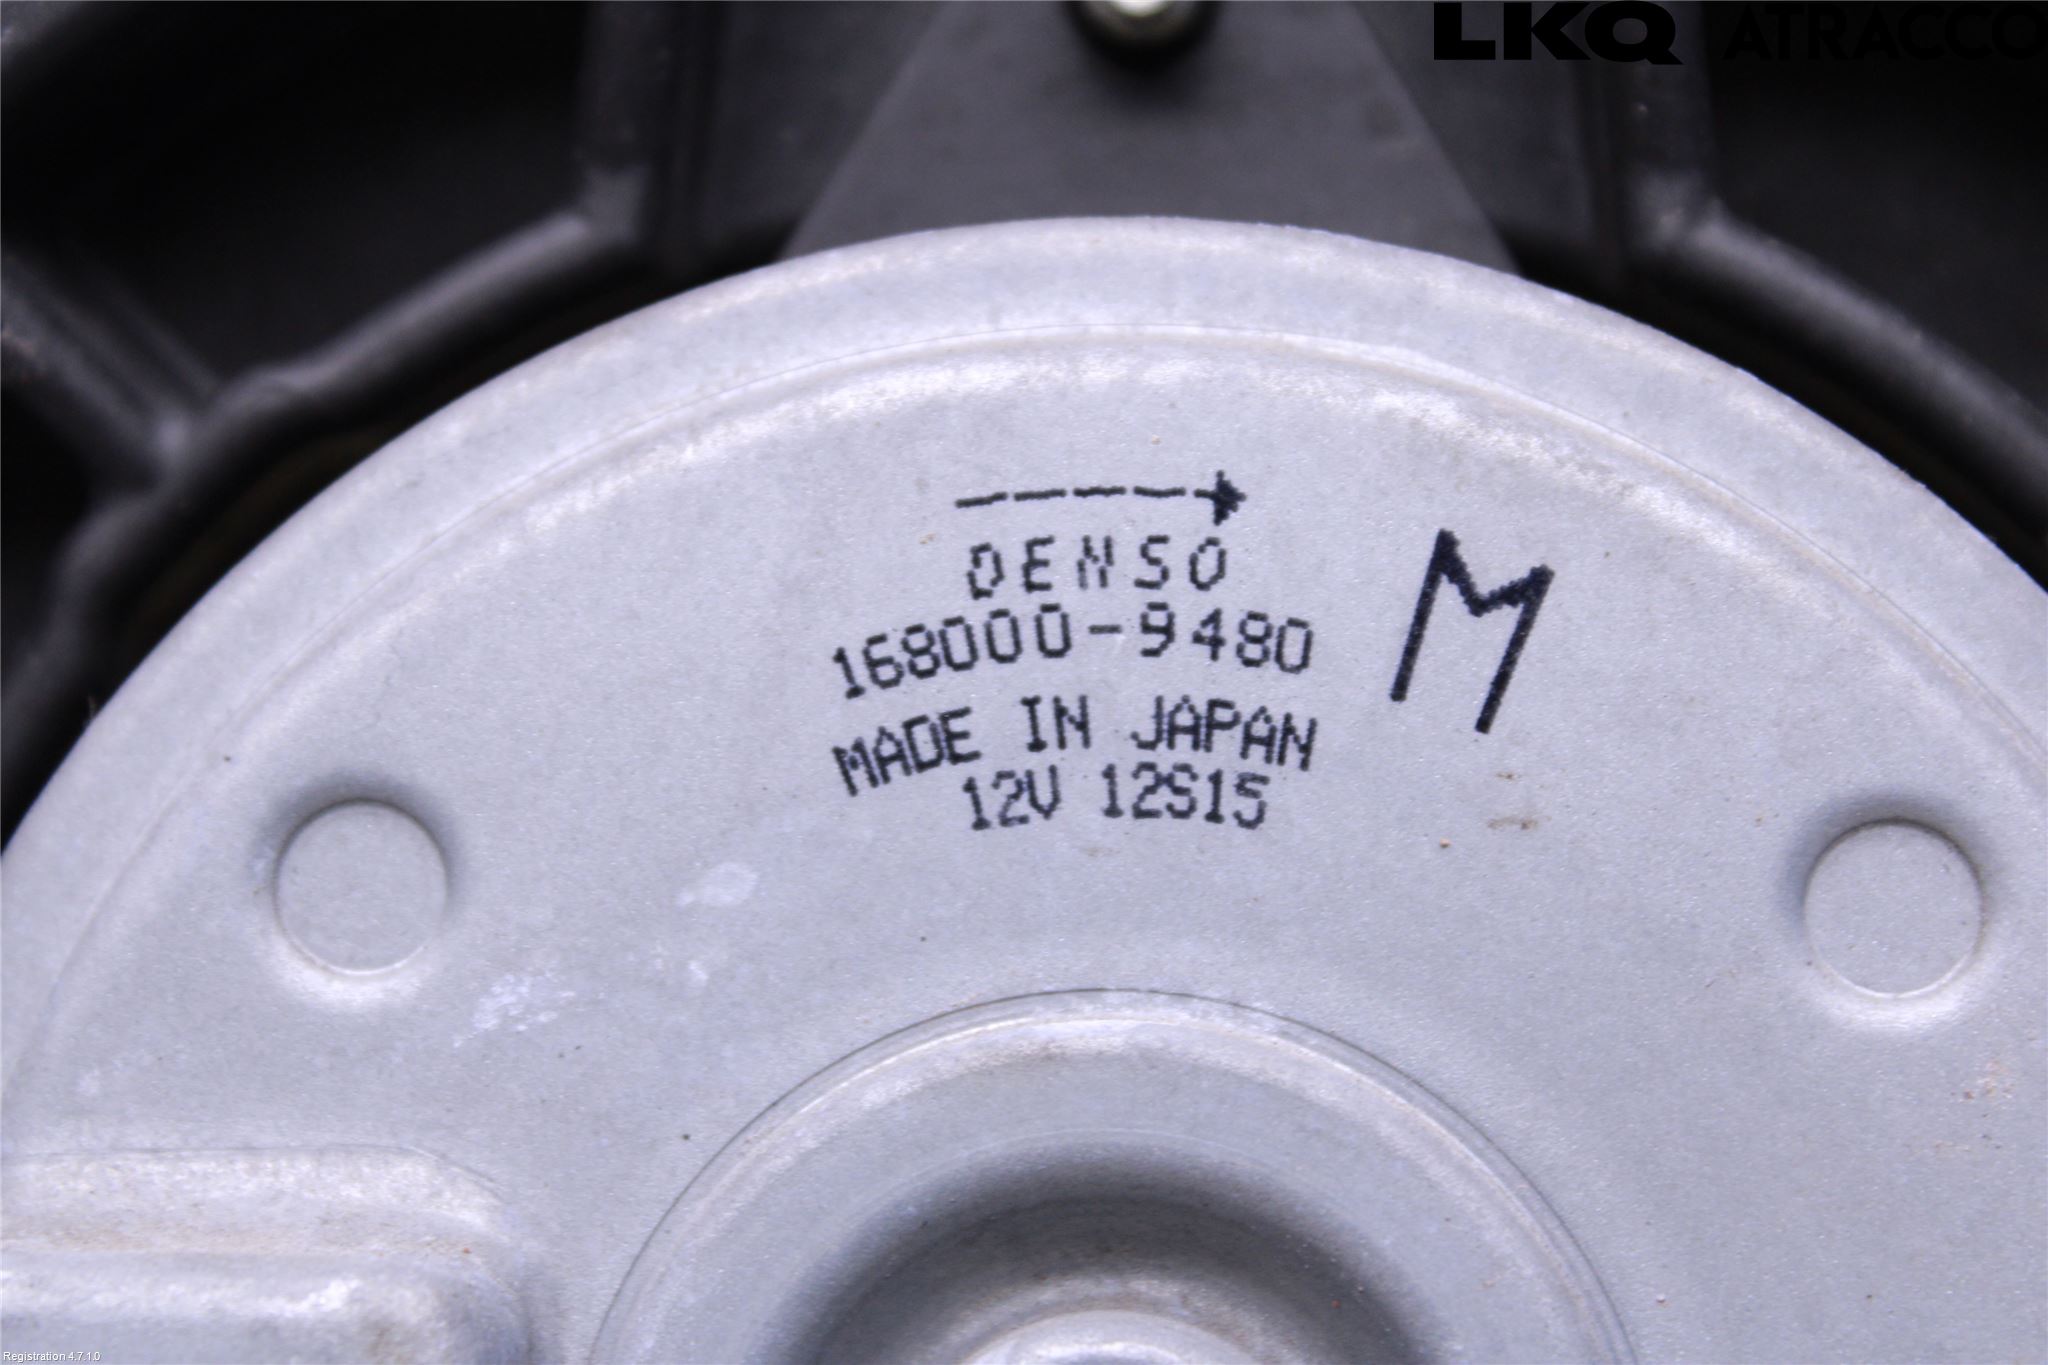 LKQ ATRACCO
DENSO
168000-9480
M
MADE IN JAPAN
12V 12S15
Registration 4.7.1.0